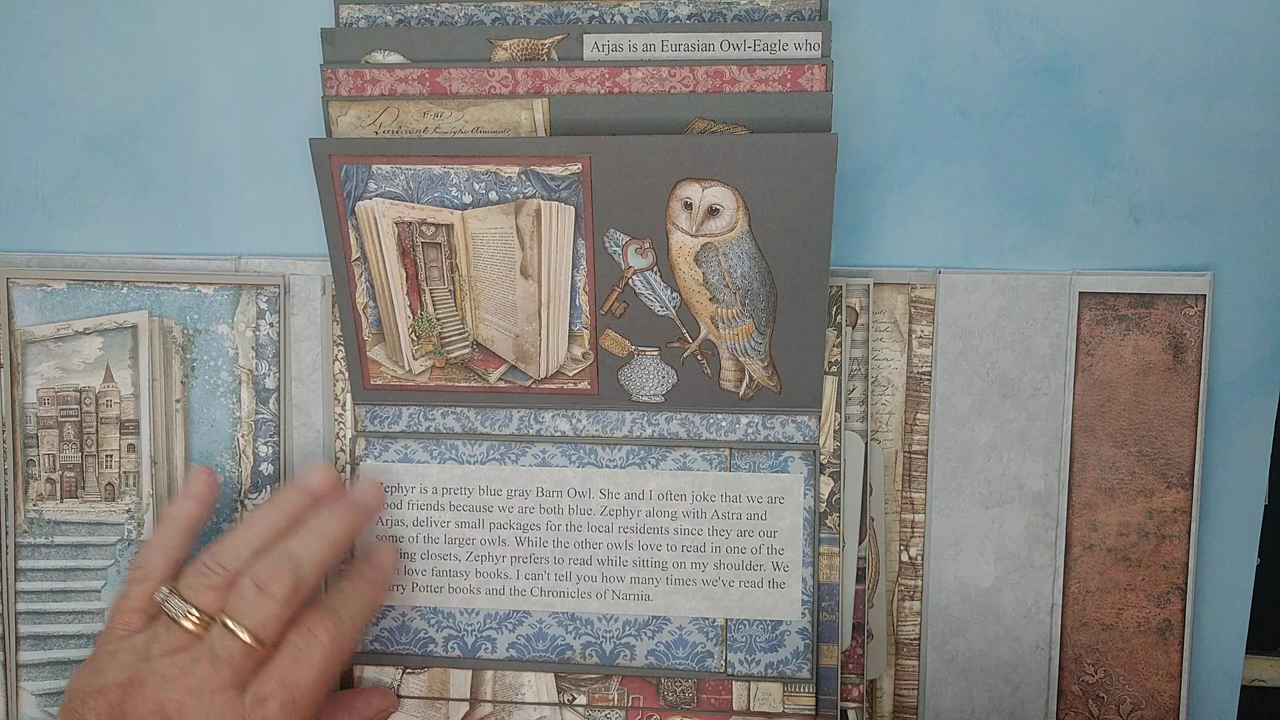 Arjas is an Eurasian Owl-Eagle who
Zephyr is a pretty blue gray Barn Owl. She and I often joke that we are
good friends because we are both blue. Zephyr along with Astra and
Arjas, deliver small packages for the local residents since they are our
some of the larger owls. While the other owls love to read in one of the
closets, Zephyr prefers to read while sitting on my shoulder. We
love fantasy books. I can't tell you how many times we've read the
Harry Potter books and the Chronicles of Narnia.